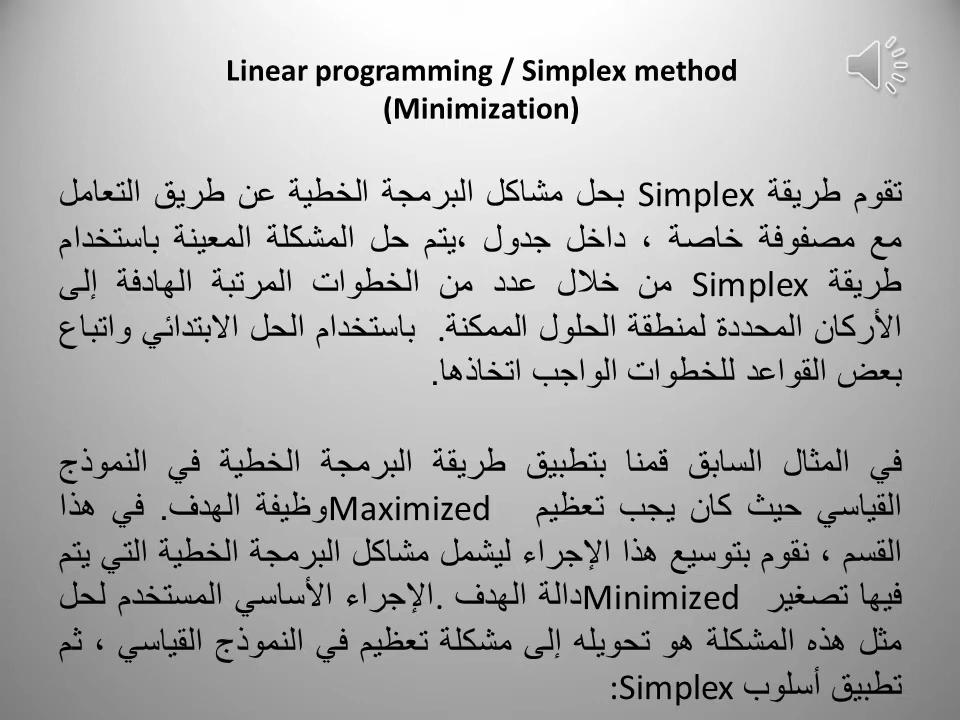 Linear programming / Simplex method
(Minimization)
تقوم طريقة Simplex بحل مشاكل البرمجة الخطية عن طريق التعامل
مع مصفوفة خاصة ، داخل جدول ،يتم حل المشكلة المعينة باستخدام
طريقة Simplex من خلال عدد من الخطوات المرتبة الهادفة إلى
الأركان المحددة لمنطقة الحلول الممكنة. باستخدام الحل الابتدائي واتباع
بعض القواعد للخطوات الواجب اتخاذها.
في المثال السابق قمنا بتطبيق طريقة البرمجة الخطية في النموذج
القياسي حيث كان يجب تعظيم Maximizedوظيفة الهدف. في هذا
القسم ، نقوم بتوسيع هذا الإجراء ليشمل مشاكل البرمجة الخطية التي يتم
فيها تصغير Minimizedدالة الهدف .الإجراء الأساسي المستخدم لحل
مثل هذه المشكلة هو تحويله إلى مشكلة تعظيم في النموذج القياسي ، ثم
تطبيق أسلوب Simplex: